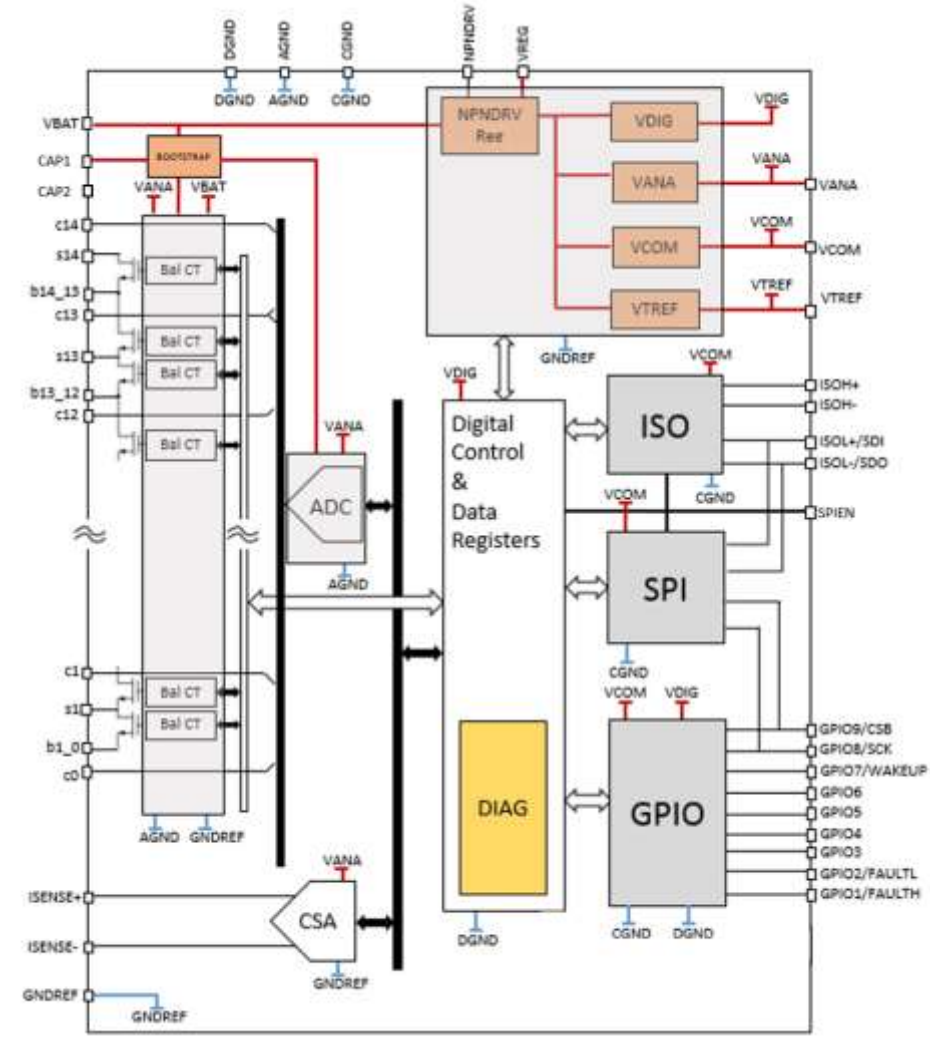 DGND
AGND
CGND
NPNDRV
VREG
DGND
AGND
CGND
VBAT
CAP1
CAP2
BOOTSTRAP
VANA
VBAT
NPNDRV
Reg
VDIG
VDIG
VANA
VANA
VANA
VCOM
VCOM
VCOM
VTREF
VTREF
VTREF
GNDREF
c14
s14
b14_13
c13
s13
b13_12
c12
Bal CT
Bal CT
Bal CT
Bal CT
VANA
ADC
AGND
VDIG
Digital
Control
&
Data
Registers
VCOM
ISO
CGND
ISOH+
ISOH-
ISOL+/SDI
ISOL-/SDO
VCOM
SPIEN
SPI
CGND
c1
s1
b1_0
c0
Bal CT
Bal CT
AGND
GNDREF
DIAG
DGND
VCOM
VDIG
GPIO
CGND
DGND
GPIO9/CSB
GPIO8/SCK
GPIO7/WAKEUP
GPIO6
GPIO5
GPIO4
GPIO3
GPIO2/FAULTL
GPIO1/FAULTH
VANA
ISENSE+
CSA
ISENSE-
GNDREF
GNDREF
GNDREF